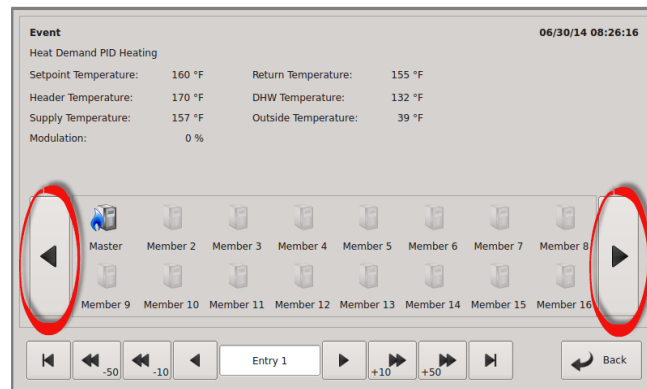 Event 06/30/14 08:26:16
Heat Demand PID Heating
Setpoint Temperature: 160 °F Return Temperature: 155 °F
Header Temperature: 170 °F DHW Temperature: 132 °F
Supply Temperature: 157 °F Outside Temperature: 39 °F
Modulation: 0 %
Master Member 2 Member 3 Member 4 Member 5 Member 6 Member 7 Member 8
Member 9 Member 10 Member 11 Member 12 Member 13 Member 14 Member 15 Member 16
-50 -10 Entry 1 +10 +50 Back